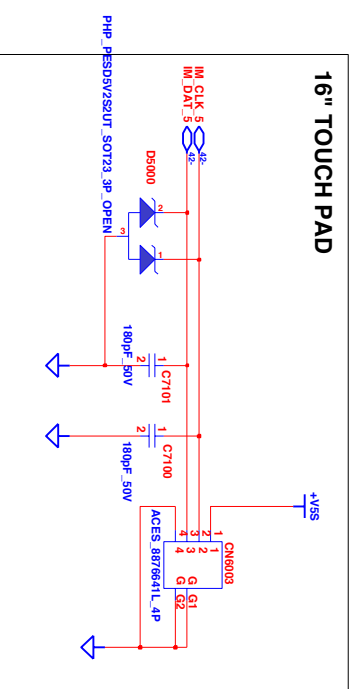 16" TOUCH PAD
IM_CLK_5
IM_DAT_5
42-
42-
D5000
2
1
3
PHP_PESD5V2S2UT_SOT23_3P_OPEN
1
C7101
2
180pF_50V
1
C7100
2
180pF_50V
+V5S
CN6003
1 1
2 2
3 3
4 4
G G1
G G2
ACES_8876641L_4P